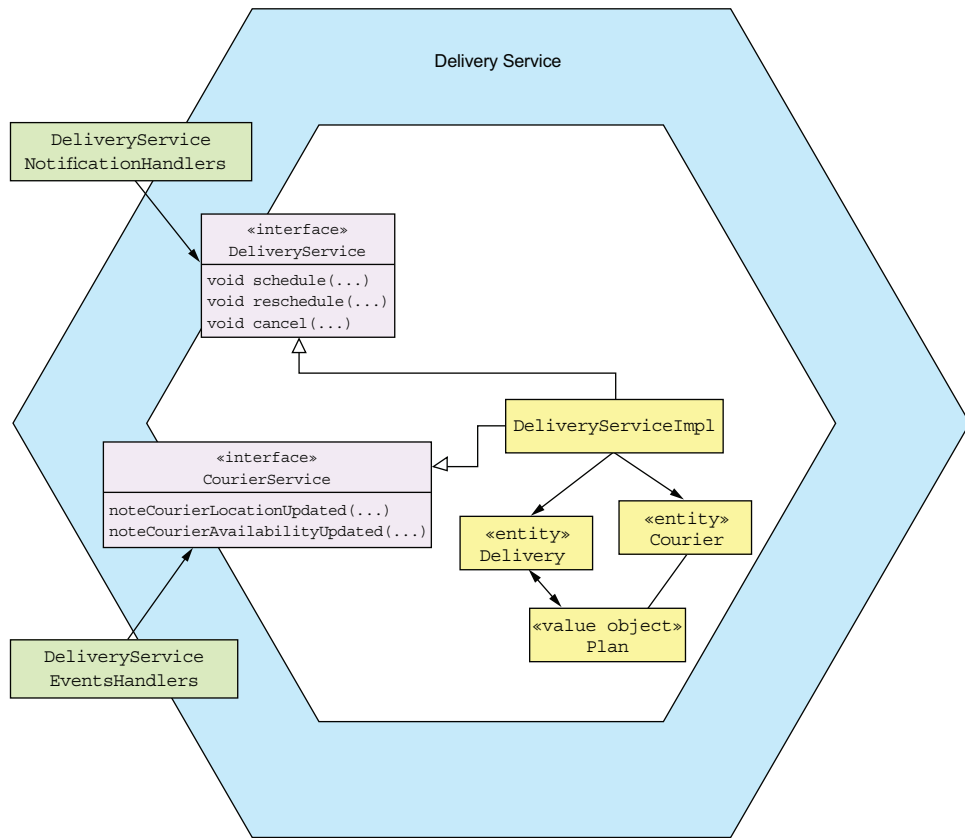 Delivery Service
DeliveryService
NotificationHandlers
«interface»
DeliveryService
void schedule(...)
void reschedule(...)
void cancel(...)
DeliveryServiceImpl
«interface»
CourierService
noteCourierLocationUpdated(...)
noteCourierAvailabilityUpdated(...)
«entity»
Delivery
«entity»
Courier
«value object»
Plan
DeliveryService
EventsHandlers